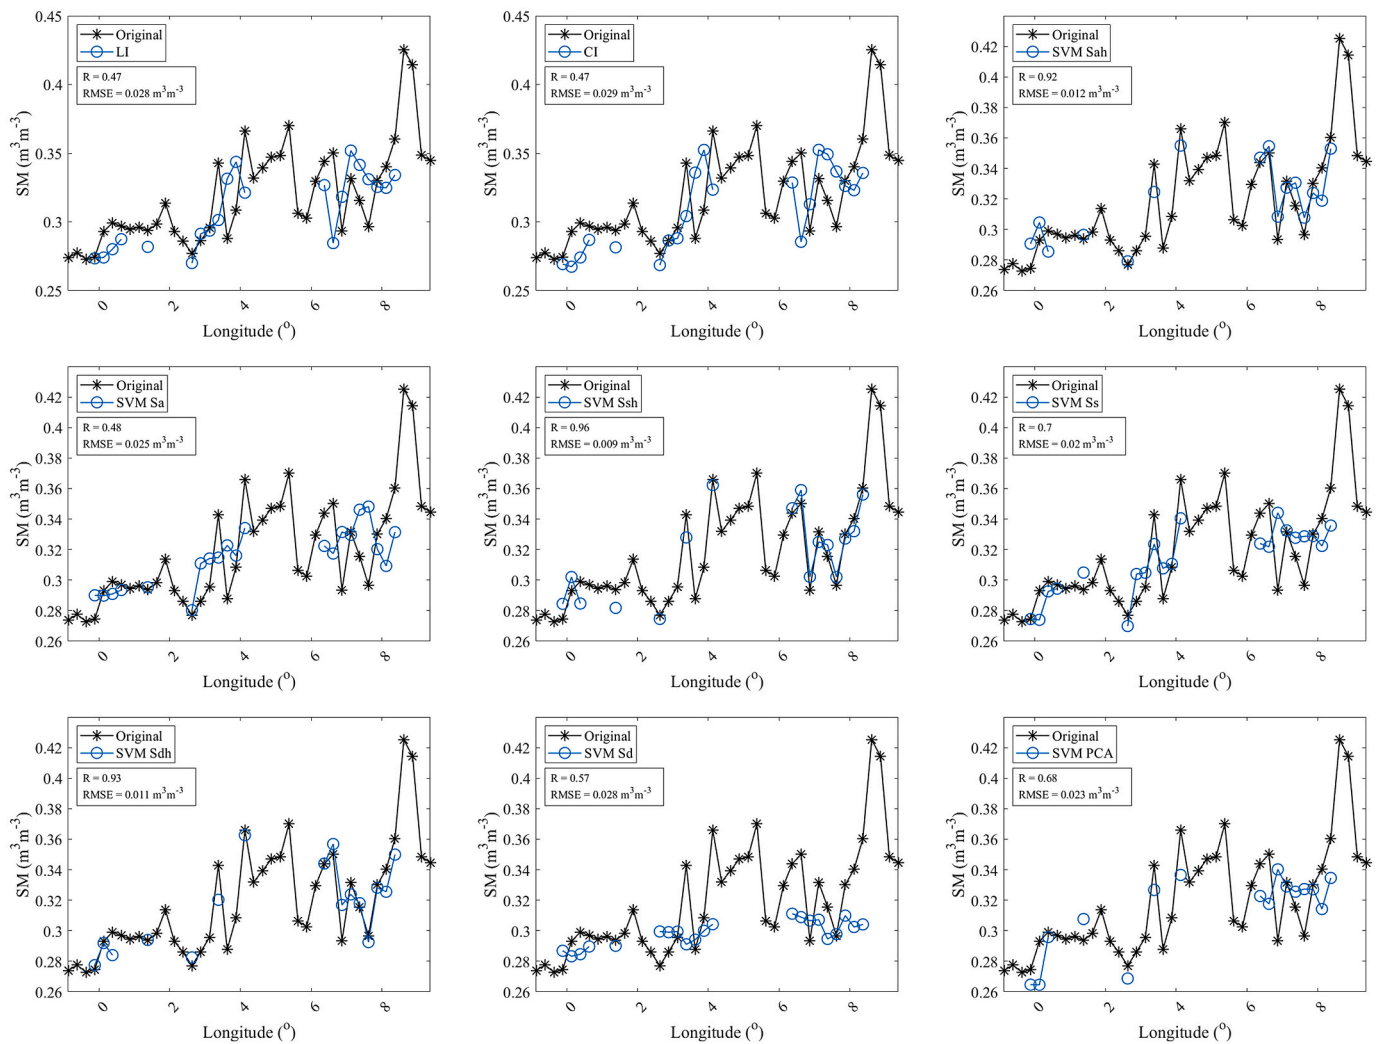 0.45
Original
LI
R = 0.47
RMSE = 0.028 m³m⁻³
0.4
0.35
0.3
0.25
SM (m³m⁻³)
0 2 4 6 8
Longitude (°)
0.45
Original
CI
R = 0.47
RMSE = 0.029 m³m⁻³
0.4
0.35
0.3
0.25
SM (m³m⁻³)
0 2 4 6 8
Longitude (°)
Original
SVM Sah
R = 0.92
RMSE = 0.012 m³m⁻³
0.42
0.4
0.38
0.36
0.34
0.32
0.3
0.28
0.26
SM (m³m⁻³)
0 2 4 6 8
Longitude (°)
Original
SVM Sa
R = 0.48
RMSE = 0.025 m³m⁻³
0.42
0.4
0.38
0.36
0.34
0.32
0.3
0.28
0.26
SM (m³m⁻³)
0 2 4 6 8
Longitude (°)
Original
SVM Ssh
R = 0.96
RMSE = 0.009 m³m⁻³
0.42
0.4
0.38
0.36
0.34
0.32
0.3
0.28
0.26
SM (m³m⁻³)
0 2 4 6 8
Longitude (°)
Original
SVM Ss
R = 0.7
RMSE = 0.02 m³m⁻³
0.42
0.4
0.38
0.36
0.34
0.32
0.3
0.28
0.26
SM (m³m⁻³)
0 2 4 6 8
Longitude (°)
Original
SVM Sdh
R = 0.93
RMSE = 0.011 m³m⁻³
0.42
0.4
0.38
0.36
0.34
0.32
0.3
0.28
0.26
SM (m³m⁻³)
0 2 4 6 8
Longitude (°)
Original
SVM Sd
R = 0.57
RMSE = 0.028 m³m⁻³
0.42
0.4
0.38
0.36
0.34
0.32
0.3
0.28
0.26
SM (m³m⁻³)
0 2 4 6 8
Longitude (°)
Original
SVM PCA
R = 0.68
RMSE = 0.023 m³m⁻³
0.42
0.4
0.38
0.36
0.34
0.32
0.3
0.28
0.26
SM (m³m⁻³)
0 2 4 6 8
Longitude (°)